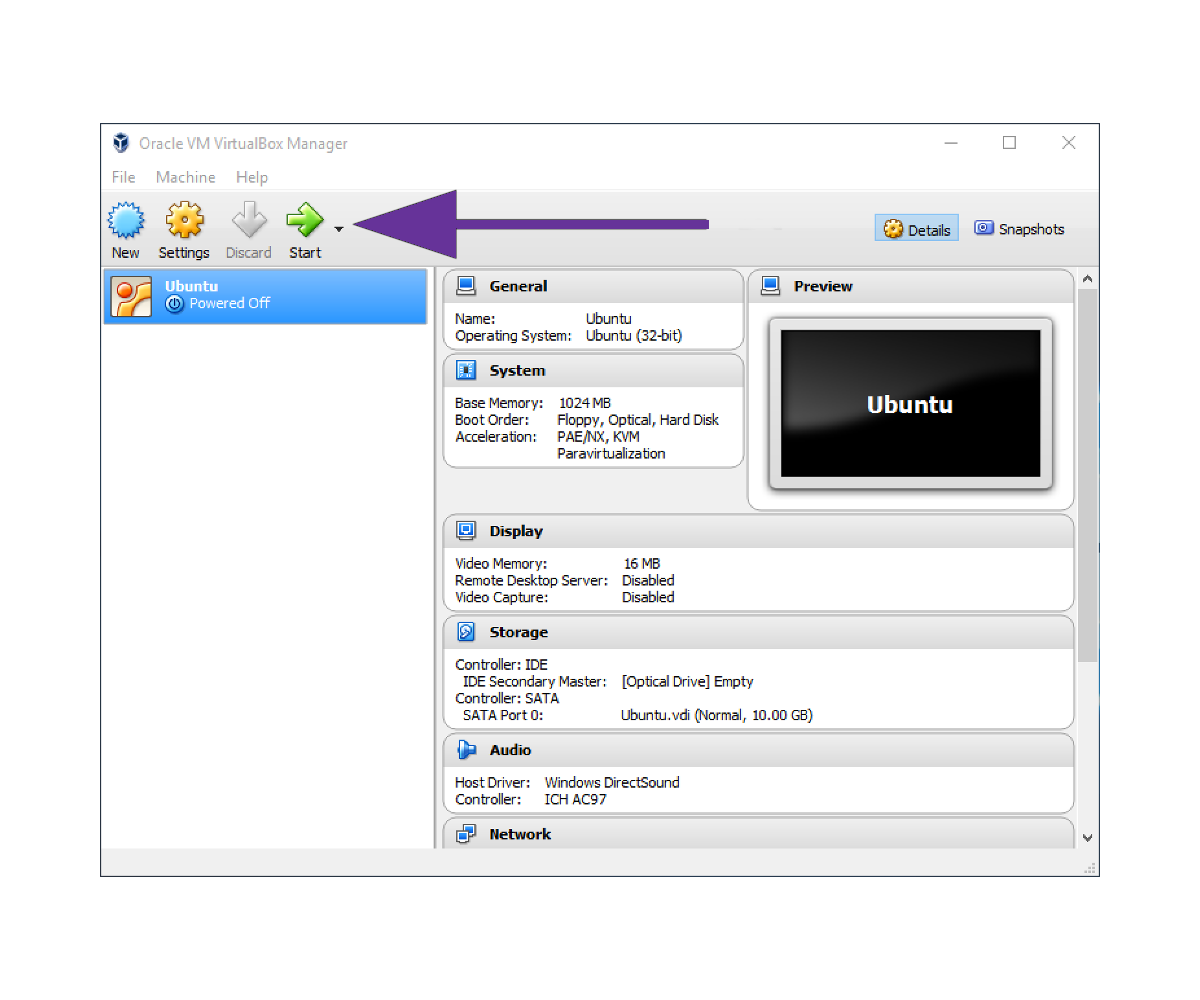 Oracle VM VirtualBox Manager
File Machine Help
New Settings Discard Start Details Snapshots
Ubuntu
Powered Off
General
Name: Ubuntu
Operating System: Ubuntu (32-bit)
System
Base Memory: 1024 MB
Boot Order: Floppy, Optical, Hard Disk
Acceleration: PAE/NX, KVM
Paravirtualization
Preview
Ubuntu
Display
Video Memory: 16 MB
Remote Desktop Server: Disabled
Video Capture: Disabled
Storage
Controller: IDE
IDE Secondary Master: [Optical Drive] Empty
Controller: SATA
SATA Port 0: Ubuntu.vdi (Normal, 10.00 GB)
Audio
Host Driver: Windows DirectSound
Controller: ICH AC97
Network